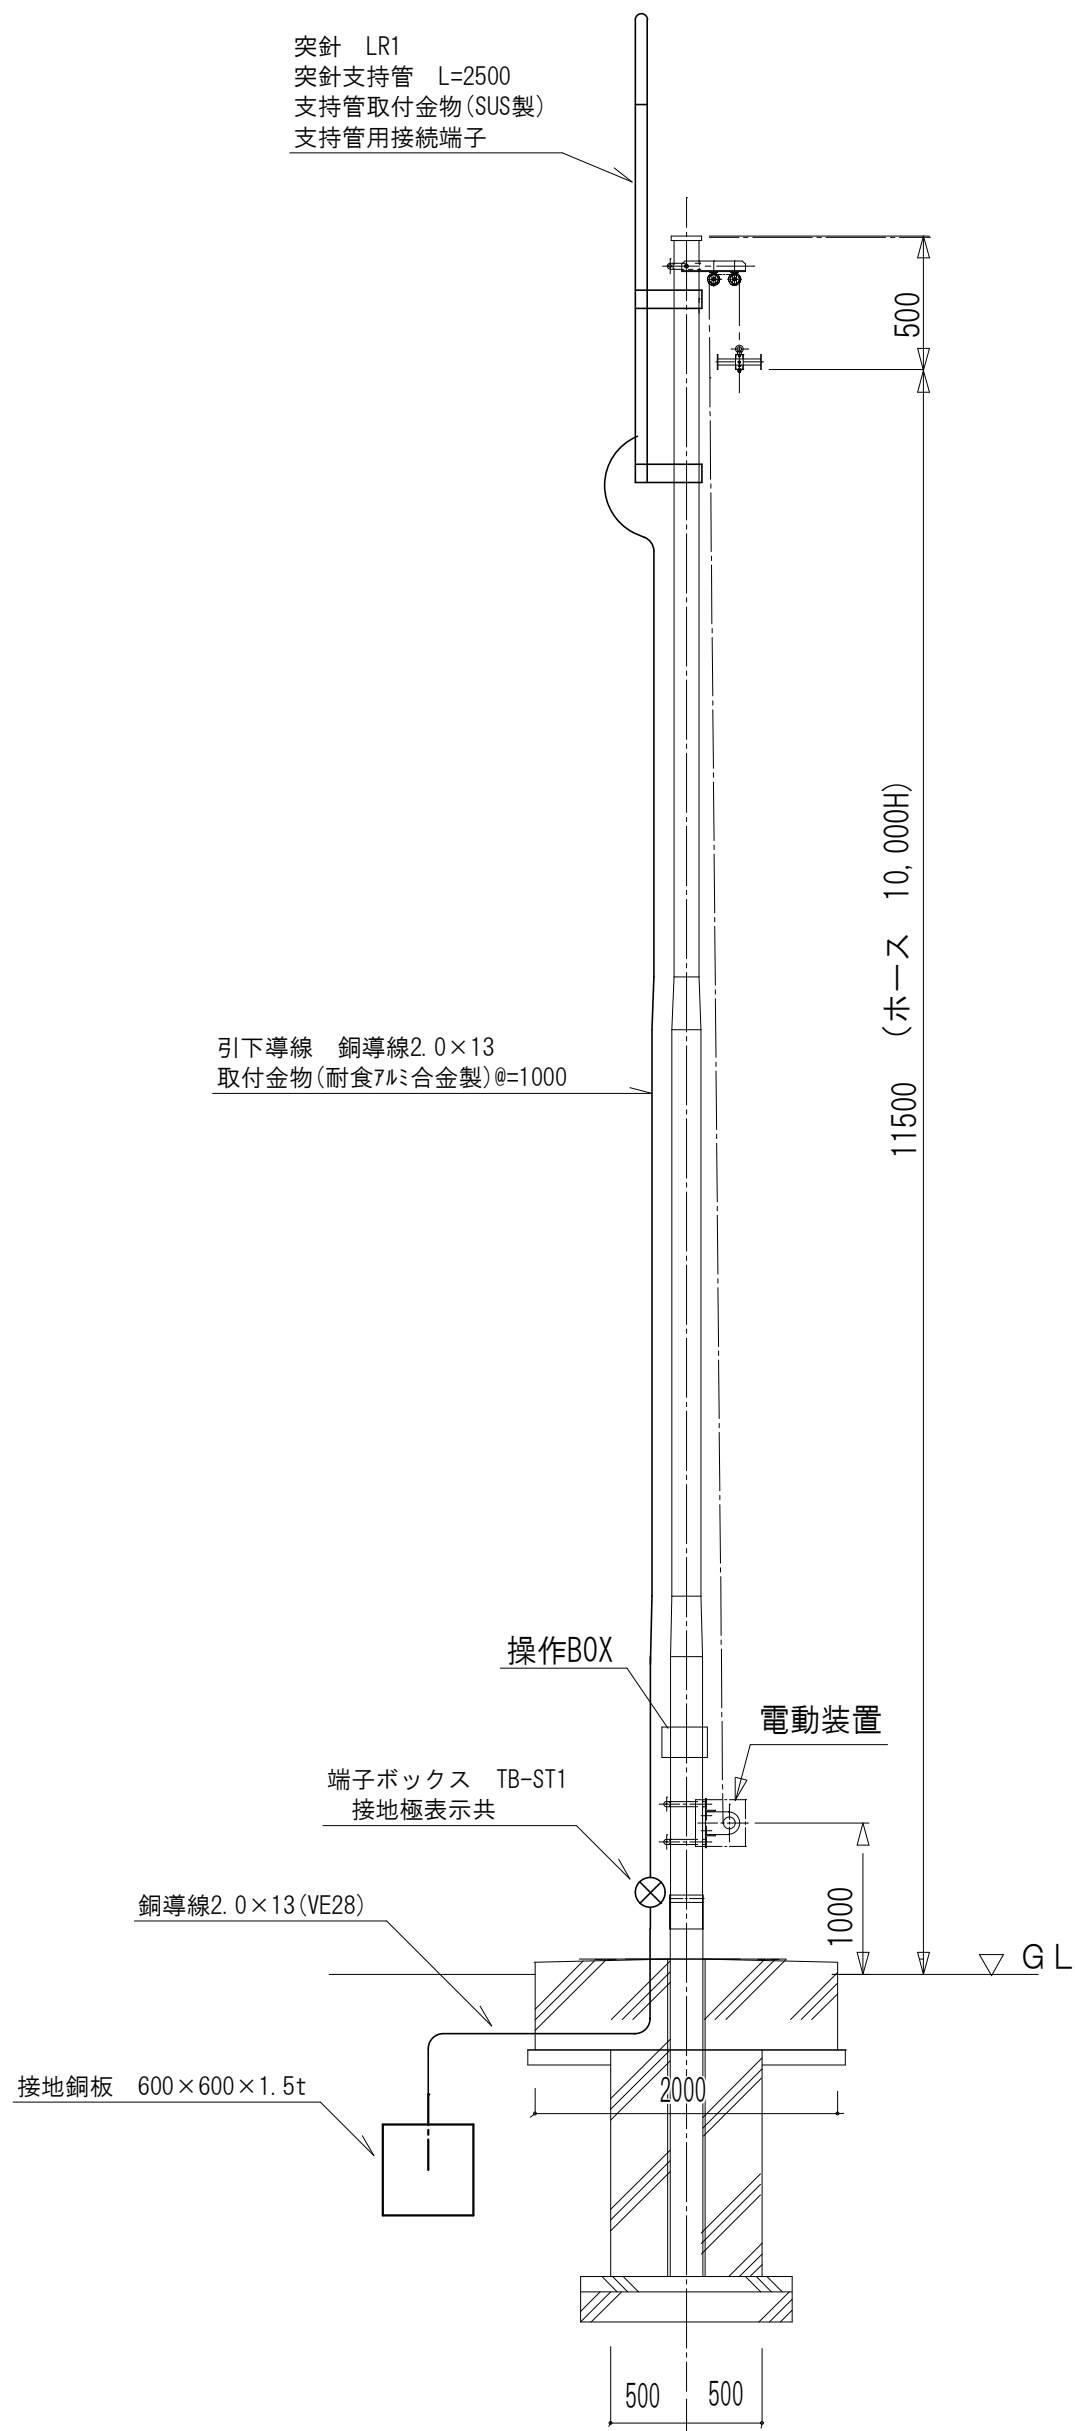 突針　LR1
突針支持管　L=2500
支持管取付金物(SUS製)
支持管用接続端子
500
11500　(ホース　10,000H)
引下導線　銅導線2.0×13
取付金物(耐食ｱﾙﾐ合金製)@=1000
操作BOX
電動装置
端子ボックス　TB-ST1
接地極表示共
1000
銅導線2.0×13(VE28)
GL
接地銅板　600×600×1.5t
2000
500
500